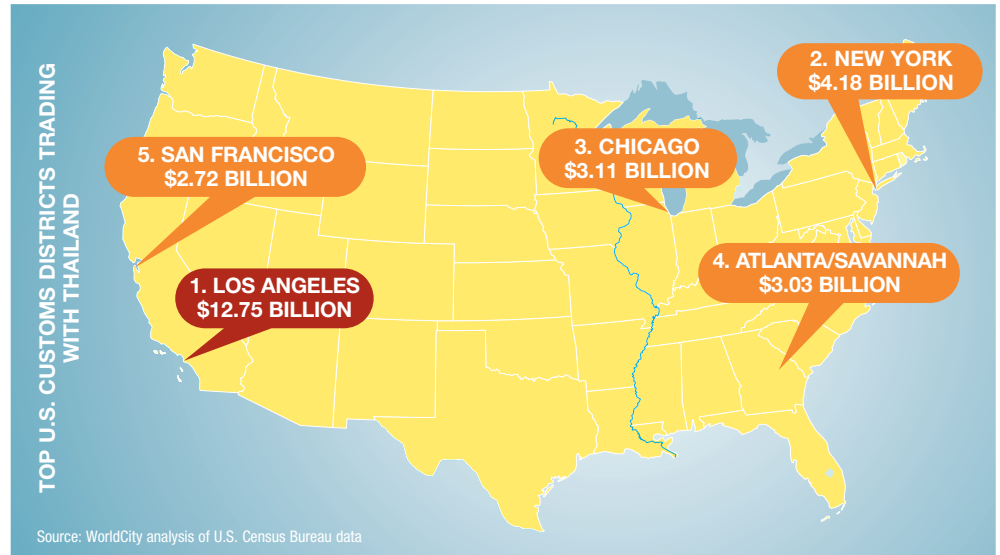 TOP U.S. CUSTOMS DISTRICTS TRADING
WITH THAILAND
2. NEW YORK
$4.18 BILLION
5. SAN FRANCISCO
$2.72 BILLION
3. CHICAGO
$3.11 BILLION
4. ATLANTA/SAVANNAH
$3.03 BILLION
1. LOS ANGELES
$12.75 BILLION
Source: WorldCity analysis of U.S. Census Bureau data